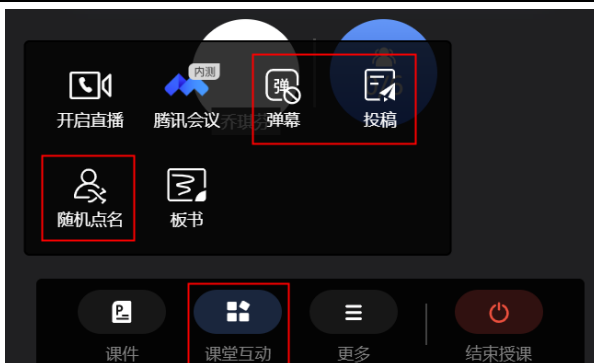 内测
弹
开启直播 腾讯会议 弹幕 投稿
随机点名 板书
课件 课堂互动 更多 结束授课